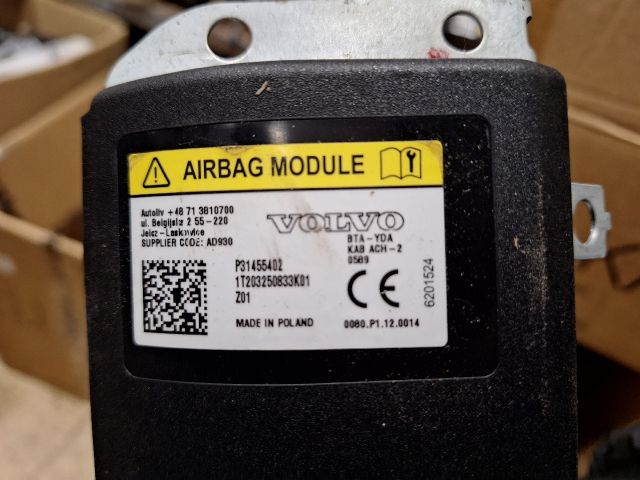 AIRBAG MODULE
Autoliv +48 71 3810700
ul. Belgijska 2 55-220
Jelcz-Laskowice
SUPPLIER CODE: AD930
VOLVO
BTA-YDA
KAB ACH-2
0589
P31455402
1T203250833K01
Z01
MADE IN POLAND
CE
0080.P1.12.0014
6201524